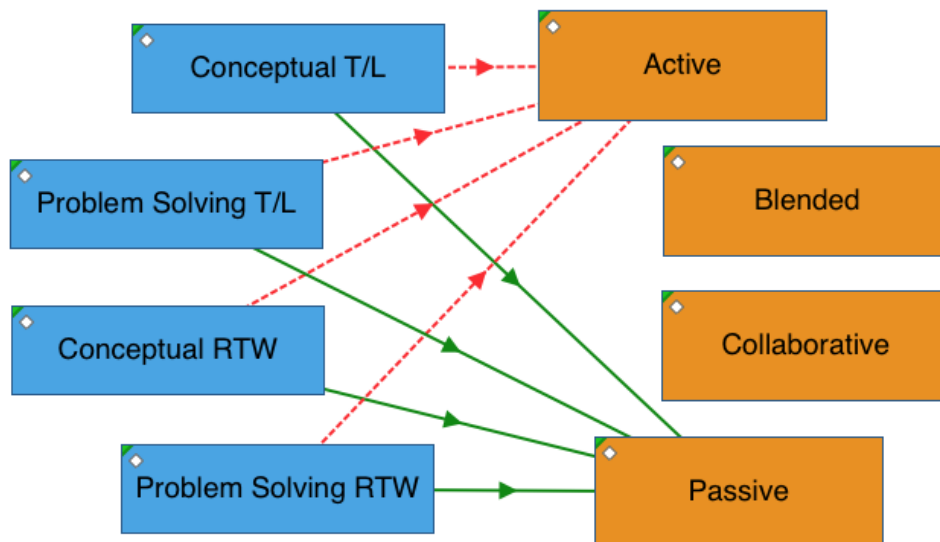 Conceptual T/L
Active
Problem Solving T/L
Blended
Conceptual RTW
Collaborative
Problem Solving RTW
Passive